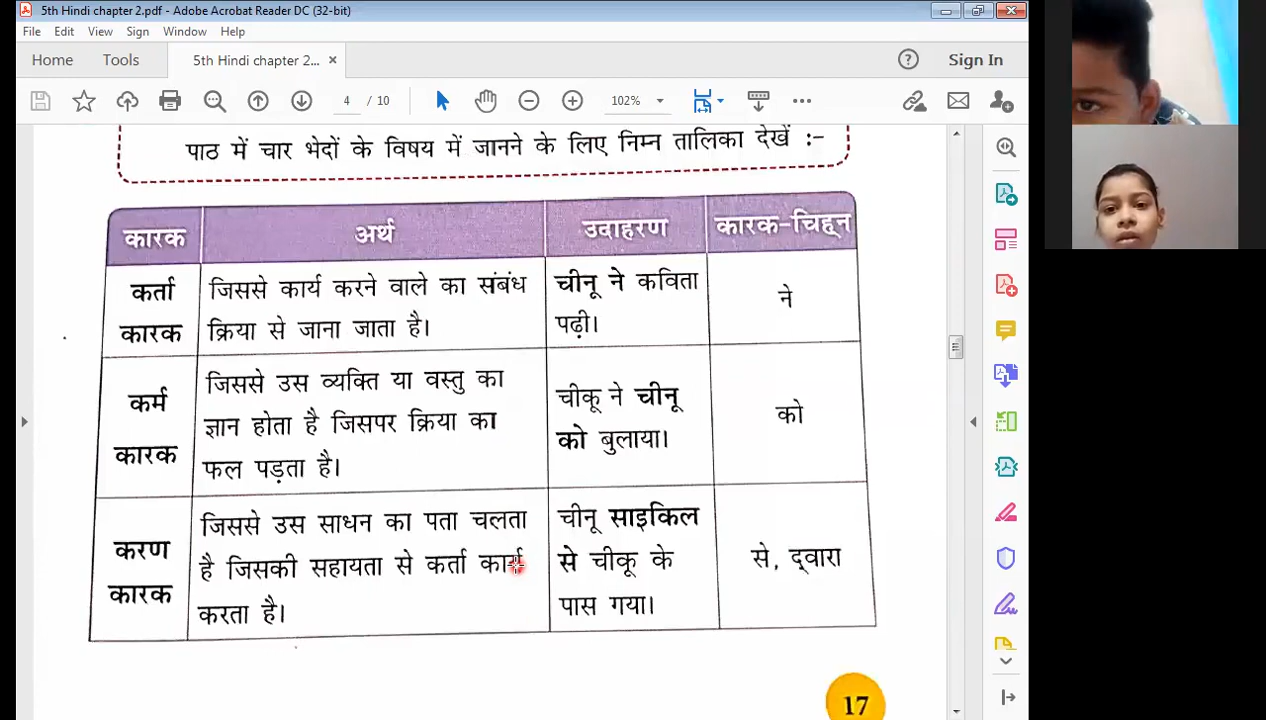 5th Hindi chapter 2.pdf - Adobe Acrobat Reader DC (32-bit)
File Edit View Sign Window Help
Home Tools 5th Hindi chapter 2... × Sign In
4 / 10 102%
पाठ में चार भेदों के विषय में जानने के लिए निम्न तालिका देखें :-
कारक अर्थ उदाहरण कारक-चिह्न
कर्ता
कारक
जिससे कार्य करने वाले का संबंध
क्रिया से जाना जाता है।
चीनू ने कविता
पढ़ी।
ने
कर्म
कारक
जिससे उस व्यक्ति या वस्तु का
ज्ञान होता है जिसपर क्रिया का
फल पड़ता है।
चीकू ने चीनू
को बुलाया।
को
करण
कारक
जिससे उस साधन का पता चलता
है जिसकी सहायता से कर्ता कार्य
करता है।
चीनू साइकिल
से चीकू के
पास गया।
से, द्वारा
17